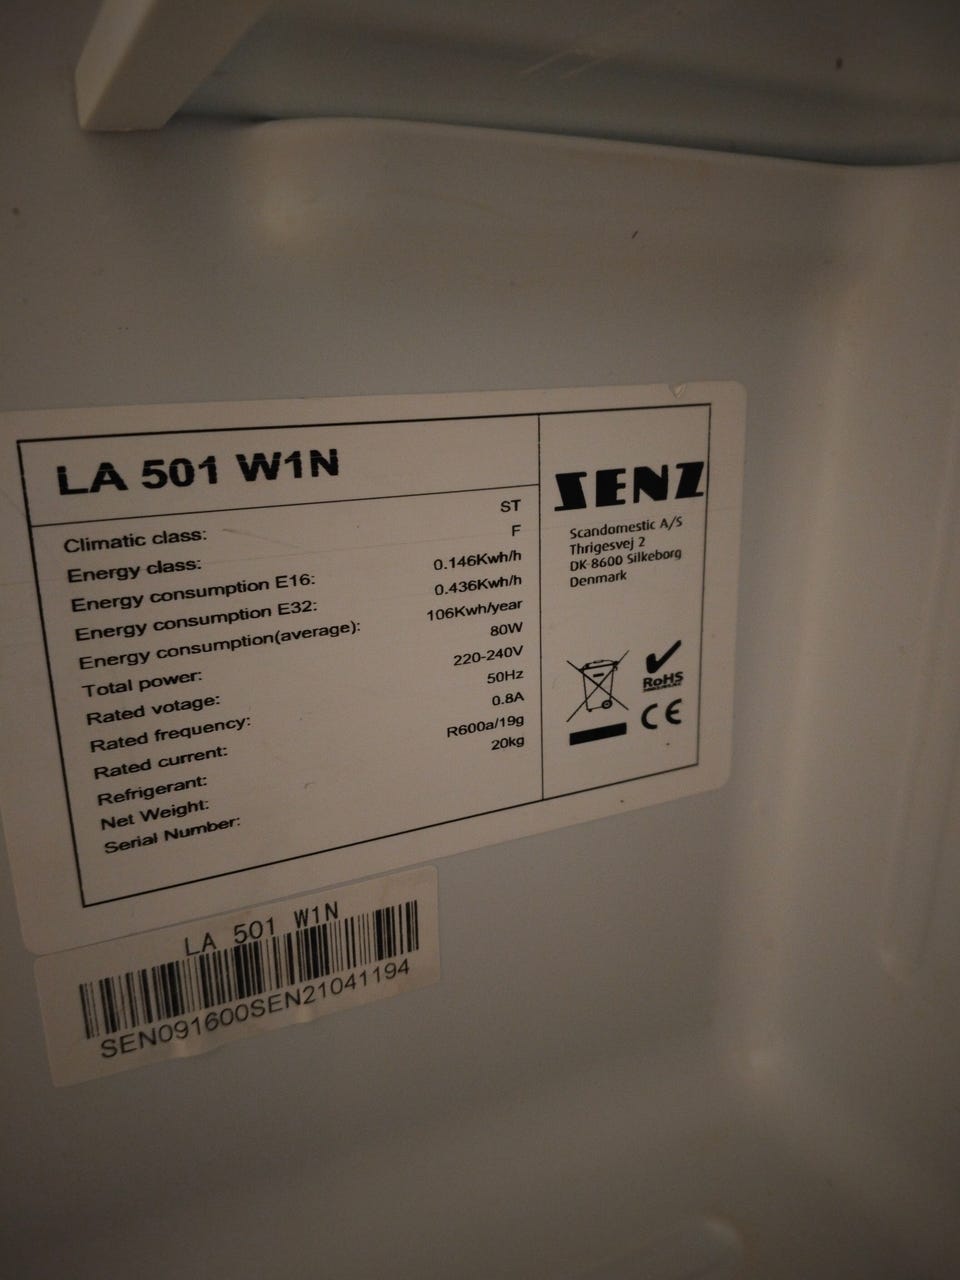 LA 501 W1N
Climatic class: ST
Energy class: F
Energy consumption E16: 0.146Kwh/h
Energy consumption E32: 0.436Kwh/h
Energy consumption(average): 106Kwh/year
Total power: 80W
Rated votage: 220-240V
Rated frequency: 50Hz
Rated current: 0.8A
Refrigerant: R600a/19g
Net Weight: 20kg
Serial Number:
SENZ
Scandomestic A/S
Thrigesvej 2
DK-8600 Silkeborg
Denmark
RoHS
CE
LA 501 W1N
SEN091600SEN21041194